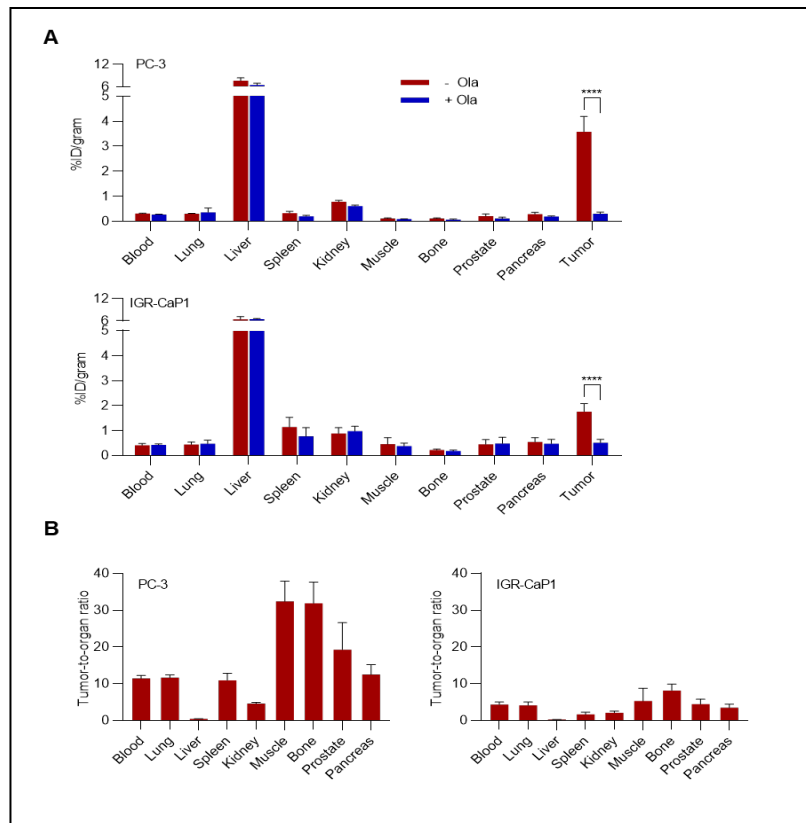 A
PC-3
- Ola
+ Ola
****
12
6
5
4
3
2
1
0
%ID/gram
Blood
Lung
Liver
Spleen
Kidney
Muscle
Bone
Prostate
Pancreas
Tumor
IGR-CaP1
****
12
6
5
4
3
2
1
0
%ID/gram
Blood
Lung
Liver
Spleen
Kidney
Muscle
Bone
Prostate
Pancreas
Tumor
B
PC-3
40
30
20
10
0
Tumor-to-organ ratio
Blood
Lung
Liver
Spleen
Kidney
Muscle
Bone
Prostate
Pancreas
IGR-CaP1
40
30
20
10
0
Tumor-to-organ ratio
Blood
Lung
Liver
Spleen
Kidney
Muscle
Bone
Prostate
Pancreas